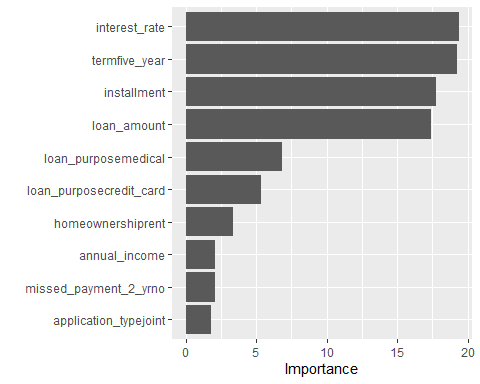 interest_rate
termfive_year
installment
loan_amount
loan_purposemedical
loan_purposecredit_card
homeownershiprent
annual_income
missed_payment_2_yrno
application_typejoint
0 5 10 15 20
Importance